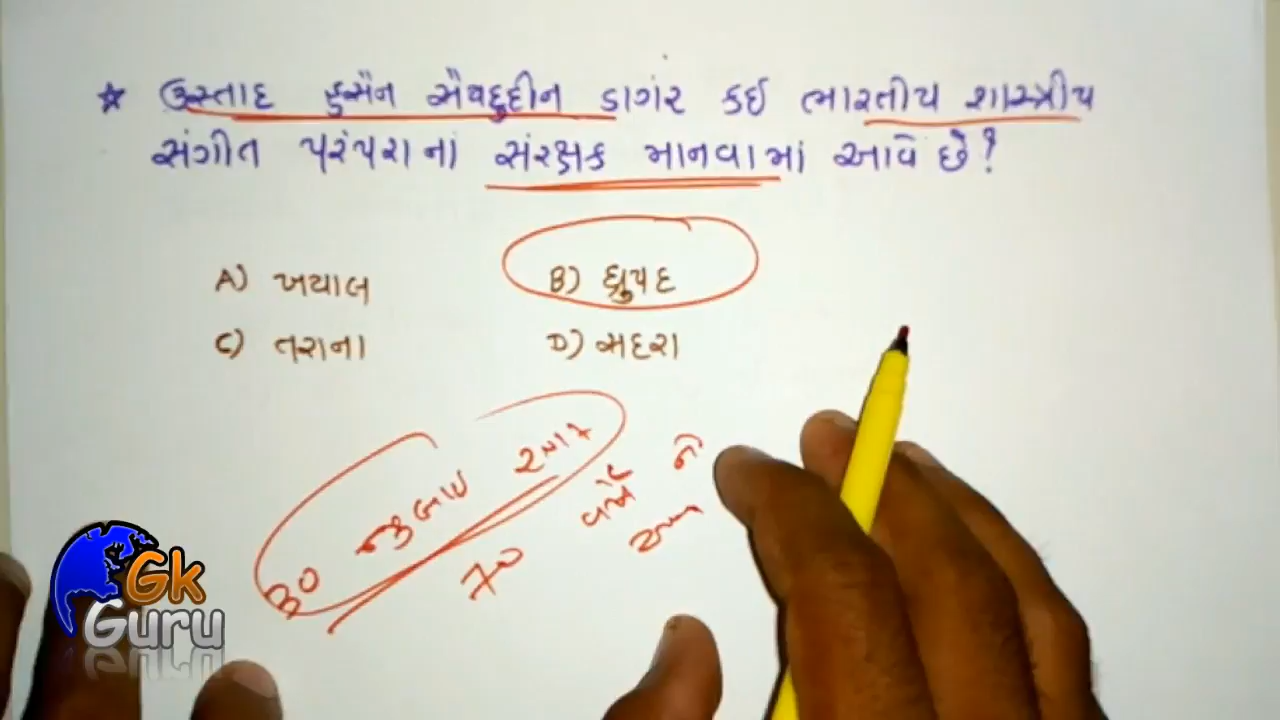 ☆ ઉસ્તાદ હુસૈન સૈયદુદ્દીન ડાગર કઈ ભારતીય શાસ્ત્રીય
સંગીત પરંપરાનાં સંરક્ષક માનવામાં આવે છે?
A) ખયાલ
B) ધ્રુપદ
C) તરાના
D) સદરા
30 જુલાઇ 2017
70 વર્ષ ની
Gk
Guru